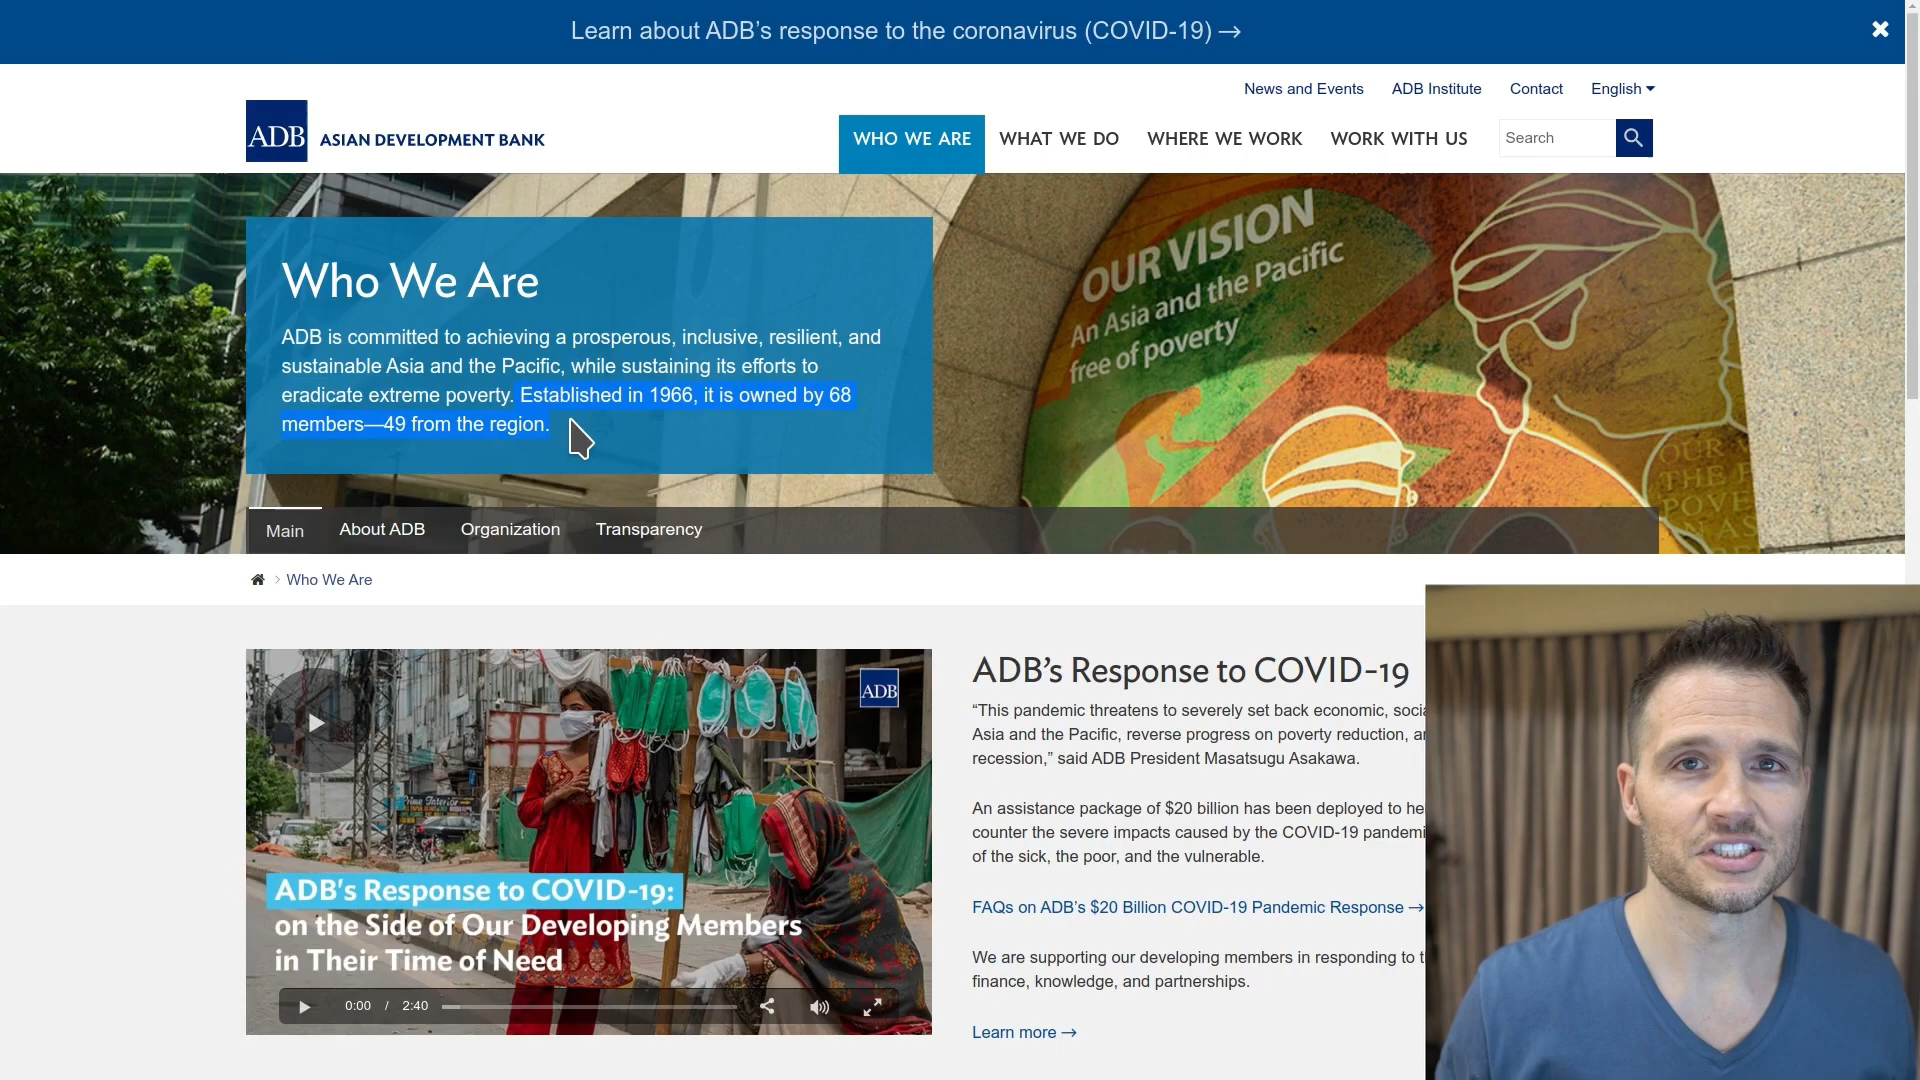 Learn about ADB’s response to the coronavirus (COVID-19) →
News and Events ADB Institute Contact English
ADB ASIAN DEVELOPMENT BANK
WHO WE ARE WHAT WE DO WHERE WE WORK WORK WITH US Search
Who We Are
ADB is committed to achieving a prosperous, inclusive, resilient, and
sustainable Asia and the Pacific, while sustaining its efforts to
eradicate extreme poverty. Established in 1966, it is owned by 68
members—49 from the region.
OUR VISION
An Asia and the Pacific
free of poverty
Main About ADB Organization Transparency
Who We Are
ADB
ADB's Response to COVID-19:
on the Side of Our Developing Members
in Their Time of Need
0:00 / 2:40
ADB’s Response to COVID-19
“This pandemic threatens to severely set back economic,
Asia and the Pacific, reverse progress on poverty reduction,
recession,” said ADB President Masatsugu Asakawa.
An assistance package of $20 billion has been deployed to
counter the severe impacts caused by the COVID-19
of the sick, the poor, and the vulnerable.
FAQs on ADB’s $20 Billion COVID-19 Pandemic Response →
We are supporting our developing members in responding to
finance, knowledge, and partnerships.
Learn more →